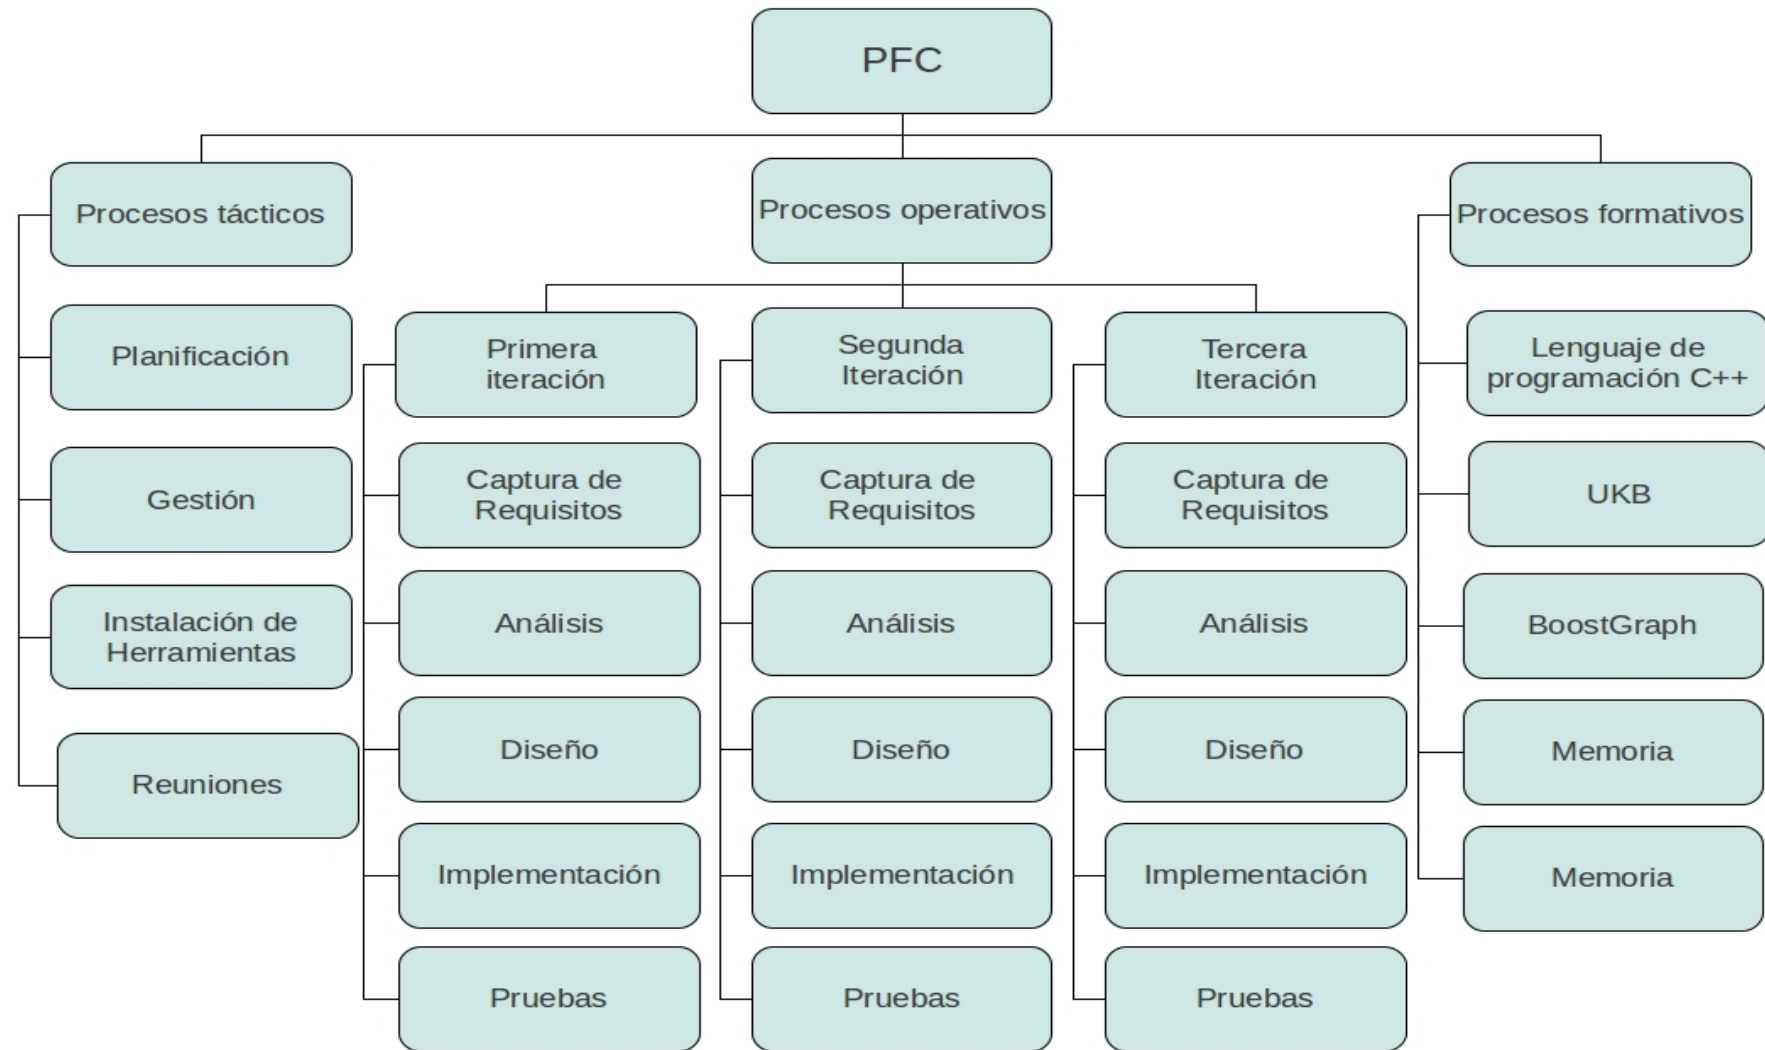 PFC
Procesos tácticos
Procesos operativos
Procesos formativos
Planificación
Gestión
Instalación de
Herramientas
Reuniones
Primera
iteración
Captura de
Requisitos
Análisis
Diseño
Implementación
Pruebas
Segunda
Iteración
Captura de
Requisitos
Análisis
Diseño
Implementación
Pruebas
Tercera
Iteración
Captura de
Requisitos
Análisis
Diseño
Implementación
Pruebas
Lenguaje de
programación C++
UKB
BoostGraph
Memoria
Memoria